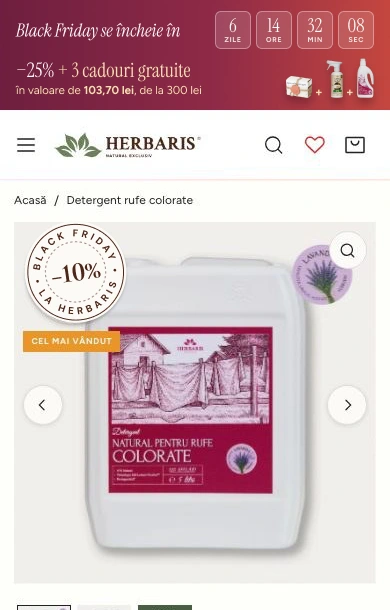 Black Friday se încheie în
6 14 32 08
ZILE ORE MIN SEC
−25% + 3 cadouri gratuite
în valoare de 103,70 lei, de la 300 lei
HERBARIS®
NATURAL EXCLUSIV
Acasă / Detergent rufe colorate
BLACK FRIDAY
−10%
LA HERBARIS
CEL MAI VÂNDUT
HERBARIS
Detergent
NATURAL PENTRU RUFE
COLORATE
5 litri